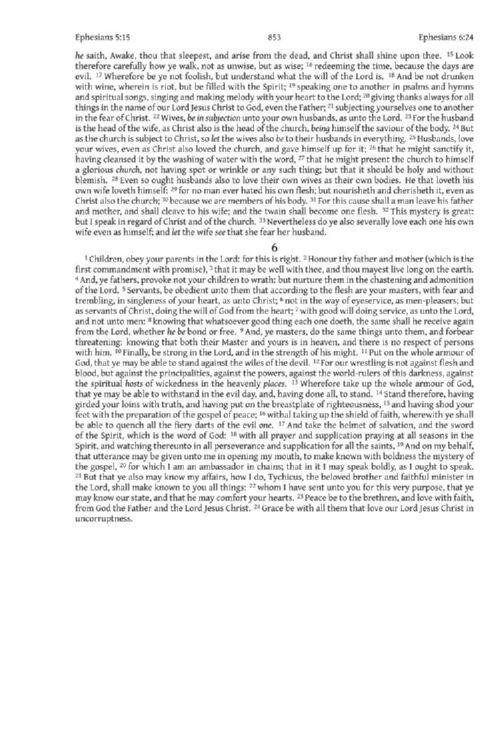 Ephesians 5:15 853 Ephesians 6:24
he saith, Awake, thou that sleepest, and arise from the dead, and Christ shall shine upon thee. 15 Look
therefore carefully how ye walk, not as unwise, but as wise; 16 redeeming the time, because the days are
evil. 17 Wherefore be ye not foolish, but understand what the will of the Lord is. 18 And be not drunken
with wine, wherein is riot, but be filled with the Spirit; 19 speaking one to another in psalms and hymns
and spiritual songs, singing and making melody with your heart to the Lord; 20 giving thanks always for all
things in the name of our Lord Jesus Christ to God, even the Father; 21 subjecting yourselves one to another
in the fear of Christ. 22 Wives, be in subjection unto your own husbands, as unto the Lord. 23 For the husband
is the head of the wife, as Christ also is the head of the church, being himself the saviour of the body. 24 But
as the church is subject to Christ, so let the wives also be to their husbands in everything. 25 Husbands, love
your wives, even as Christ also loved the church, and gave himself up for it; 26 that he might sanctify it,
having cleansed it by the washing of water with the word, 27 that he might present the church to himself
a glorious church, not having spot or wrinkle or any such thing; but that it should be holy and without
blemish. 28 Even so ought husbands also to love their own wives as their own bodies. He that loveth his
own wife loveth himself: 29 for no man ever hated his own flesh; but nourisheth and cherisheth it, even as
Christ also the church; 30 because we are members of his body. 31 For this cause shall a man leave his father
and mother, and shall cleave to his wife; and the twain shall become one flesh. 32 This mystery is great:
but I speak in regard of Christ and of the church. 33 Nevertheless do ye also severally love each one his own
wife even as himself; and let the wife see that she fear her husband.
6
1 Children, obey your parents in the Lord: for this is right. 2 Honour thy father and mother (which is the
first commandment with promise), 3 that it may be well with thee, and thou mayest live long on the earth.
4 And, ye fathers, provoke not your children to wrath: but nurture them in the chastening and admonition
of the Lord. 5 Servants, be obedient unto them that according to the flesh are your masters, with fear and
trembling, in singleness of your heart, as unto Christ; 6 not in the way of eyeservice, as men-pleasers; but
as servants of Christ, doing the will of God from the heart; 7 with good will doing service, as unto the Lord,
and not unto men: 8 knowing that whatsoever good thing each one doeth, the same shall he receive again
from the Lord, whether he be bond or free. 9 And, ye masters, do the same things unto them, and forbear
threatening: knowing that both their Master and yours is in heaven, and there is no respect of persons
with him. 10 Finally, be strong in the Lord, and in the strength of his might. 11 Put on the whole armour of
God, that ye may be able to stand against the wiles of the devil. 12 For our wrestling is not against flesh and
blood, but against the principalities, against the powers, against the world-rulers of this darkness, against
the spiritual hosts of wickedness in the heavenly places. 13 Wherefore take up the whole armour of God,
that ye may be able to withstand in the evil day, and, having done all, to stand. 14 Stand therefore, having
girded your loins with truth, and having put on the breastplate of righteousness, 15 and having shod your
feet with the preparation of the gospel of peace; 16 withal taking up the shield of faith, wherewith ye shall
be able to quench all the fiery darts of the evil one. 17 And take the helmet of salvation, and the sword
of the Spirit, which is the word of God: 18 with all prayer and supplication praying at all seasons in the
Spirit, and watching thereunto in all perseverance and supplication for all the saints, 19 And on my behalf,
that utterance may be given unto me in opening my mouth, to make known with boldness the mystery of
the gospel, 20 for which I am an ambassador in chains; that in it I may speak boldly, as I ought to speak.
21 But that ye also may know my affairs, how I do, Tychicus, the beloved brother and faithful minister in
the Lord, shall make known to you all things: 22 whom I have sent unto you for this very purpose, that ye
may know our state, and that he may comfort your hearts. 23 Peace be to the brethren, and love with faith,
from God the Father and the Lord Jesus Christ. 24 Grace be with all them that love our Lord Jesus Christ in
uncorruptness.